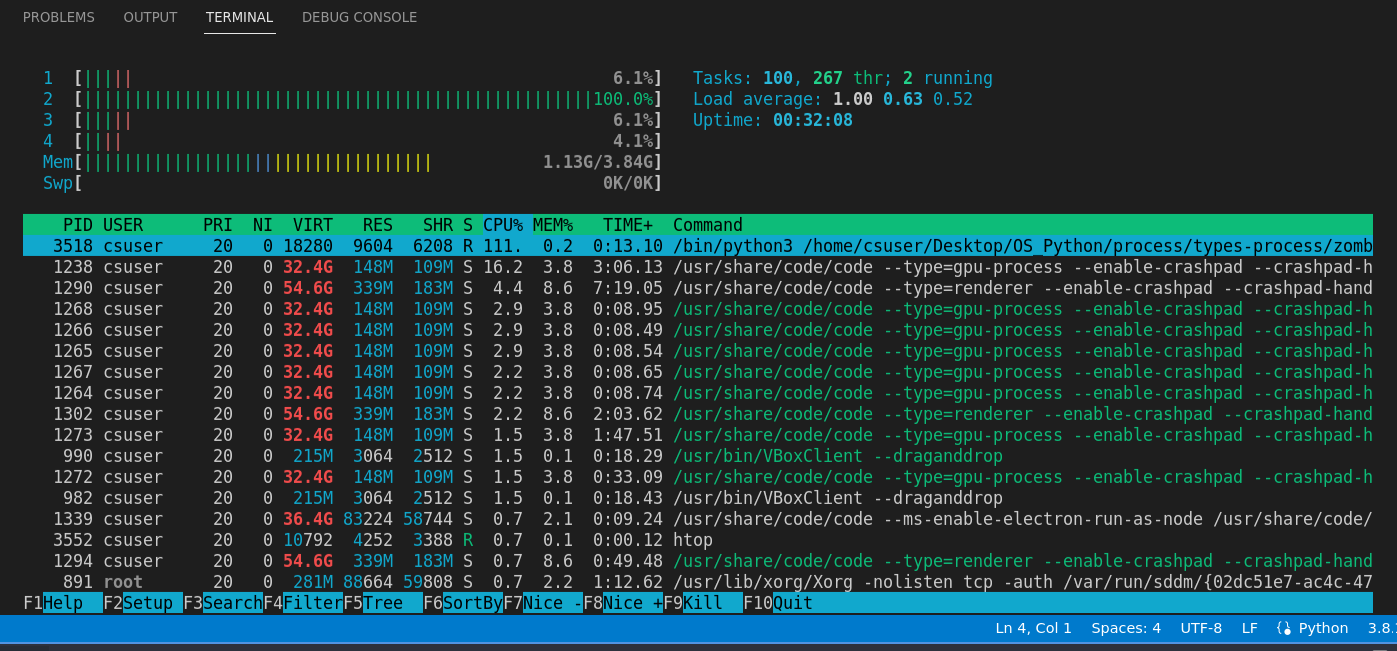 PROBLEMS OUTPUT TERMINAL DEBUG CONSOLE
1 [||||| 6.1%] Tasks: 100, 267 thr; 2 running
2 [|||||||||||||||||||||||||||||||||||||||||||||||||||100.0%] Load average: 1.00 0.63 0.52
3 [||||| 6.1%] Uptime: 00:32:08
4 [|||| 4.1%]
Mem[||||||||||||||||||||||||||||||||||| 1.13G/3.84G]
Swp[ 0K/0K]
PID USER PRI NI VIRT RES SHR S CPU% MEM% TIME+ Command
3518 csuser 20 0 18280 9604 6208 R 111. 0.2 0:13.10 /bin/python3 /home/csuser/Desktop/OS_Python/process/types-process/zomb
1238 csuser 20 0 32.4G 148M 109M S 16.2 3.8 3:06.13 /usr/share/code/code --type=gpu-process --enable-crashpad --crashpad-h
1290 csuser 20 0 54.6G 339M 183M S 4.4 8.6 7:19.05 /usr/share/code/code --type=renderer --enable-crashpad --crashpad-hand
1268 csuser 20 0 32.4G 148M 109M S 2.9 3.8 0:08.95 /usr/share/code/code --type=gpu-process --enable-crashpad --crashpad-h
1266 csuser 20 0 32.4G 148M 109M S 2.9 3.8 0:08.49 /usr/share/code/code --type=gpu-process --enable-crashpad --crashpad-h
1265 csuser 20 0 32.4G 148M 109M S 2.9 3.8 0:08.54 /usr/share/code/code --type=gpu-process --enable-crashpad --crashpad-h
1267 csuser 20 0 32.4G 148M 109M S 2.2 3.8 0:08.65 /usr/share/code/code --type=gpu-process --enable-crashpad --crashpad-h
1264 csuser 20 0 32.4G 148M 109M S 2.2 3.8 0:08.74 /usr/share/code/code --type=gpu-process --enable-crashpad --crashpad-h
1302 csuser 20 0 54.6G 339M 183M S 2.2 8.6 2:03.62 /usr/share/code/code --type=renderer --enable-crashpad --crashpad-hand
1273 csuser 20 0 32.4G 148M 109M S 1.5 3.8 1:47.51 /usr/share/code/code --type=gpu-process --enable-crashpad --crashpad-h
990 csuser 20 0 215M 3064 2512 S 1.5 0.1 0:18.29 /usr/bin/VBoxClient --draganddrop
1272 csuser 20 0 32.4G 148M 109M S 1.5 3.8 0:33.09 /usr/share/code/code --type=gpu-process --enable-crashpad --crashpad-h
982 csuser 20 0 215M 3064 2512 S 1.5 0.1 0:18.43 /usr/bin/VBoxClient --draganddrop
1339 csuser 20 0 36.4G 83224 58744 S 0.7 2.1 0:09.24 /usr/share/code/code --ms-enable-electron-run-as-node /usr/share/code/
3552 csuser 20 0 10792 4252 3388 R 0.7 0.1 0:00.12 htop
1294 csuser 20 0 54.6G 339M 183M S 0.7 8.6 0:49.48 /usr/share/code/code --type=renderer --enable-crashpad --crashpad-hand
891 root 20 0 281M 88664 59808 S 0.7 2.2 1:12.62 /usr/lib/xorg/Xorg -nolisten tcp -auth /var/run/sddm/{02dc51e7-ac4c-47
F1Help F2Setup F3SearchF4FilterF5Tree F6SortByF7Nice -F8Nice +F9Kill F10Quit
Ln 4, Col 1 Spaces: 4 UTF-8 LF Python 3.8.